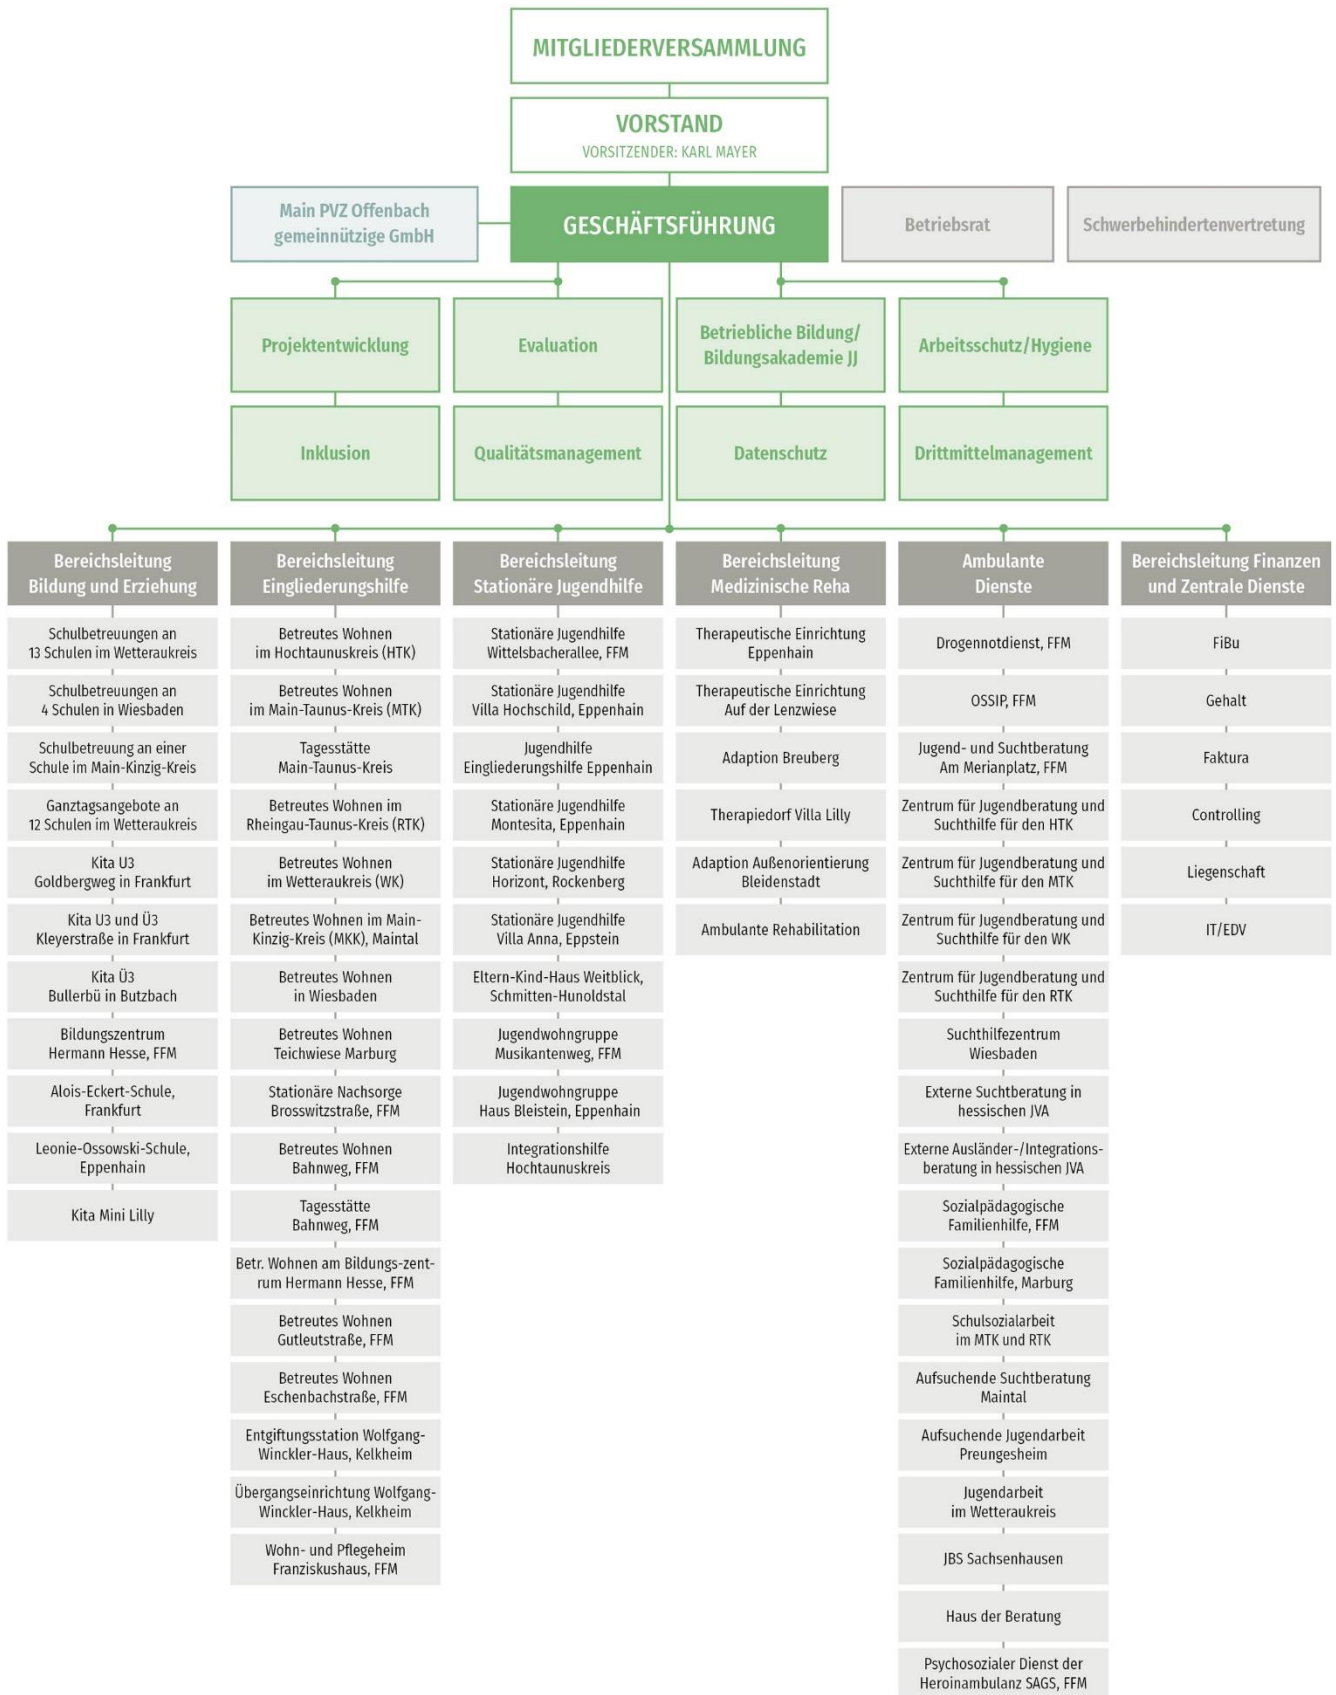 MITGLIEDERVERSAMMLUNG
VORSTAND
VORSITZENDER: KARL MAYER
Main PVZ Offenbach
gemeinnützige GmbH
GESCHÄFTSFÜHRUNG
Betriebsrat
Schwerbehindertenvertretung
Projektentwicklung
Evaluation
Betriebliche Bildung/
Bildungsakademie JJ
Arbeitsschutz/Hygiene
Inklusion
Qualitätsmanagement
Datenschutz
Drittmittelmanagement
Bereichsleitung
Bildung und Erziehung
Schulbetreuungen an
13 Schulen im Wetteraukreis
Schulbetreuungen an
4 Schulen in Wiesbaden
Schulbetreuung an einer
Schule im Main-Kinzig-Kreis
Ganztagsangebote an
12 Schulen im Wetteraukreis
Kita U3
Goldbergweg in Frankfurt
Kita U3 und Ü3
Kleyerstraße in Frankfurt
Kita Ü3
Bullerbü in Butzbach
Bildungszentrum
Hermann Hesse, FFM
Alois-Eckert-Schule,
Frankfurt
Leonie-Ossowski-Schule,
Eppenhain
Kita Mini Lilly
Bereichsleitung
Eingliederungshilfe
Betreutes Wohnen
im Hochtaunuskreis (HTK)
Betreutes Wohnen
im Main-Taunus-Kreis (MTK)
Tagesstätte
Main-Taunus-Kreis
Betreutes Wohnen im
Rheingau-Taunus-Kreis (RTK)
Betreutes Wohnen
im Wetteraukreis (WK)
Betreutes Wohnen im Main-
Kinzig-Kreis (MKK), Maintal
Betreutes Wohnen
in Wiesbaden
Betreutes Wohnen
Teichwiese Marburg
Stationäre Nachsorge
Brosswitzstraße, FFM
Betreutes Wohnen
Bahnweg, FFM
Tagesstätte
Bahnweg, FFM
Betr. Wohnen am Bildungs-zent-
rum Hermann Hesse, FFM
Betreutes Wohnen
Gutleutstraße, FFM
Betreutes Wohnen
Eschenbachstraße, FFM
Entgiftungsstation Wolfgang-
Winckler-Haus, Kelkheim
Übergangseinrichtung Wolfgang-
Winckler-Haus, Kelkheim
Wohn- und Pflegeheim
Franziskushaus, FFM
Bereichsleitung
Stationäre Jugendhilfe
Stationäre Jugendhilfe
Wittelsbacherallee, FFM
Stationäre Jugendhilfe
Villa Hochschild, Eppenhain
Jugendhilfe
Eingliederungshilfe Eppenhain
Stationäre Jugendhilfe
Montesita, Eppenhain
Stationäre Jugendhilfe
Horizont, Rockenberg
Stationäre Jugendhilfe
Villa Anna, Eppstein
Eltern-Kind-Haus Weitblick,
Schmitten-Hunoldstal
Jugendwohngruppe
Musikantenweg, FFM
Jugendwohngruppe
Haus Bleistein, Eppenhain
Integrationshilfe
Hochtaunuskreis
Bereichsleitung
Medizinische Reha
Therapeutische Einrichtung
Eppenhain
Therapeutische Einrichtung
Auf der Lenzwiese
Adaption Breuberg
Therapiedorf Villa Lilly
Adaption Außenorientierung
Bleidenstadt
Ambulante Rehabilitation
Ambulante
Dienste
Drogennotdienst, FFM
OSSIP, FFM
Jugend- und Suchtberatung
Am Merianplatz, FFM
Zentrum für Jugendberatung und
Suchthilfe für den HTK
Zentrum für Jugendberatung und
Suchthilfe für den MTK
Zentrum für Jugendberatung und
Suchthilfe für den WK
Zentrum für Jugendberatung und
Suchthilfe für den RTK
Suchthilfezentrum
Wiesbaden
Externe Suchtberatung in
hessischen JVA
Externe Ausländer-/Integrations-
beratung in hessischen JVA
Sozialpädagogische
Familienhilfe, FFM
Sozialpädagogische
Familienhilfe, Marburg
Schulsozialarbeit
im MTK und RTK
Aufsuchende Suchtberatung
Maintal
Aufsuchende Jugendarbeit
Preungesheim
Jugendarbeit
im Wetteraukreis
JBS Sachsenhausen
Haus der Beratung
Psychosozialer Dienst der
Heroinambulanz SAGS, FFM
Bereichsleitung Finanzen
und Zentrale Dienste
FiBu
Gehalt
Faktura
Controlling
Liegenschaft
IT/EDV